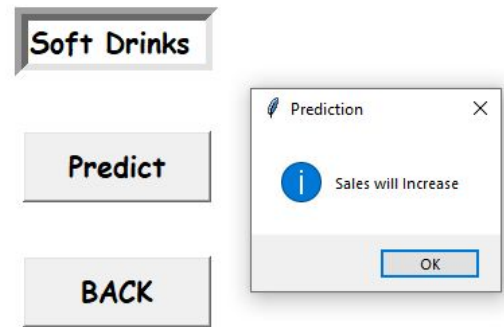 Soft Drinks
Predict
BACK
Prediction
Sales will Increase
OK